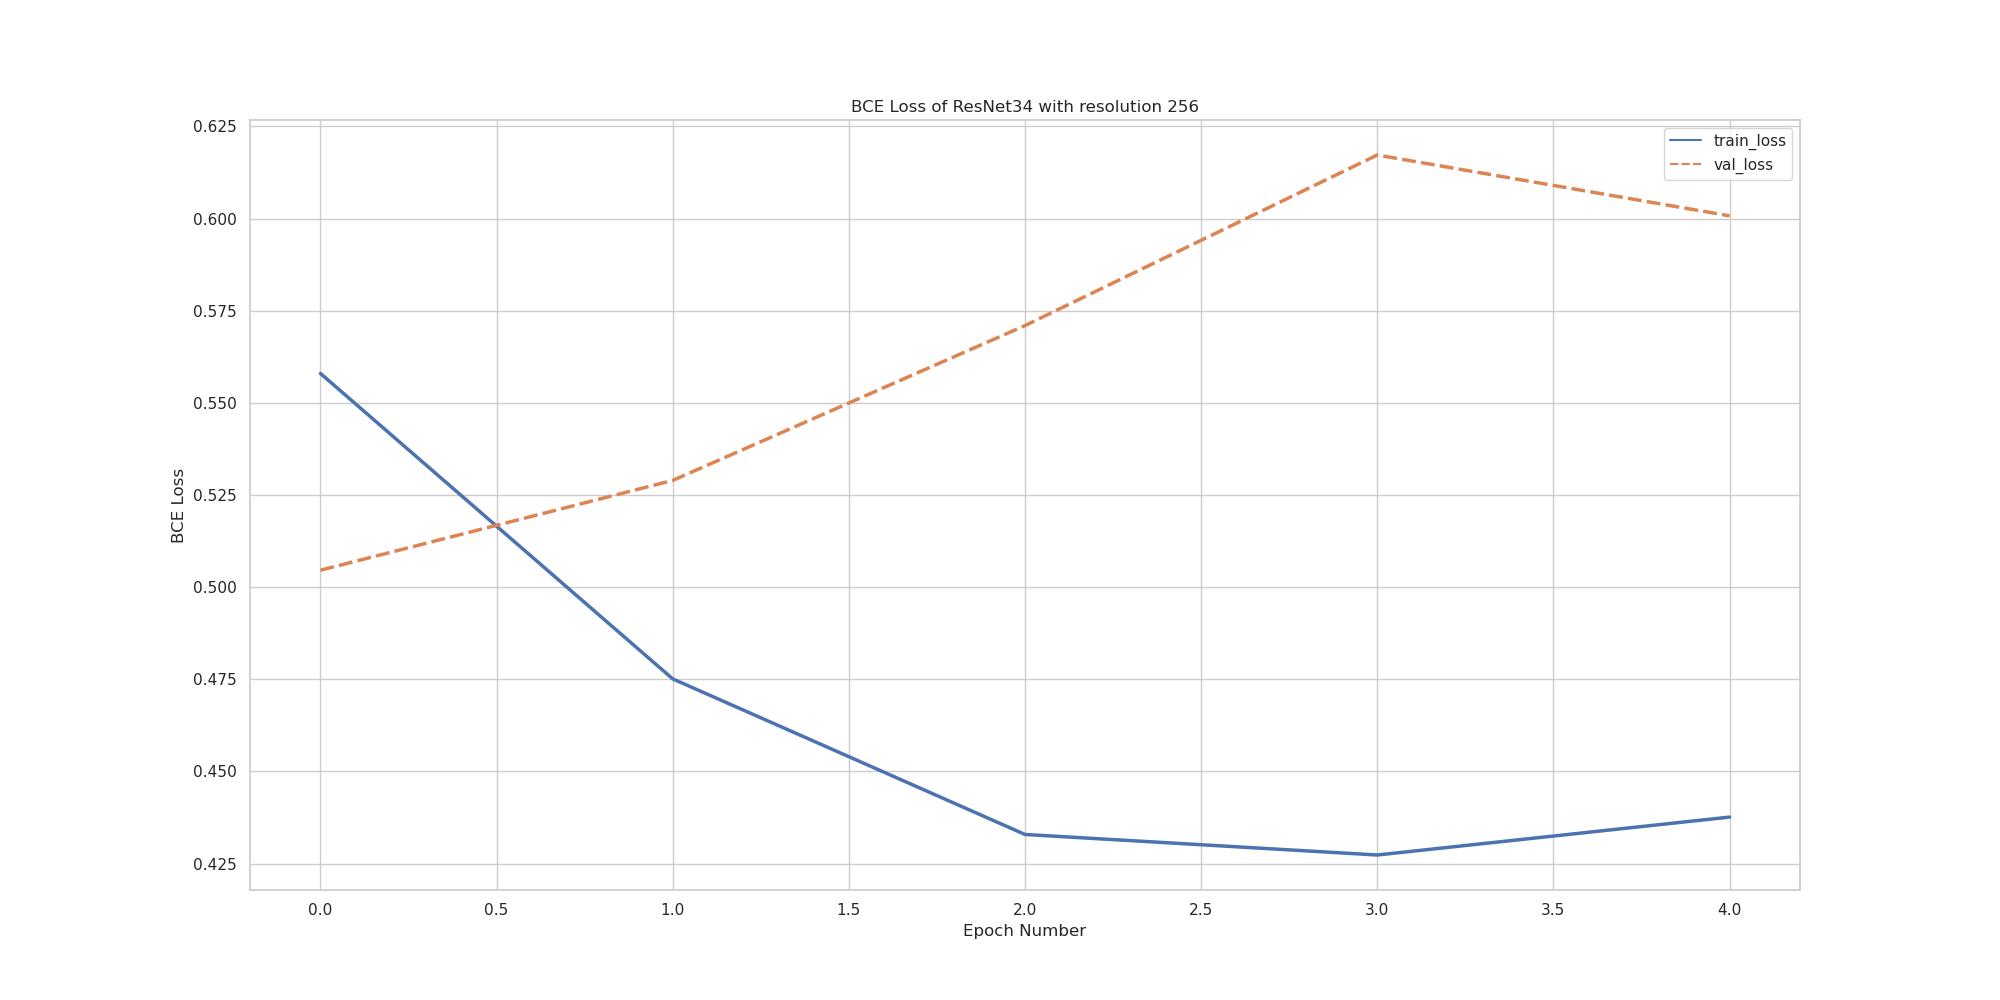 BCE Loss of ResNet34 with resolution 256
train_loss
val_loss
BCE Loss
0.625
0.600
0.575
0.550
0.525
0.500
0.475
0.450
0.425
0.0 0.5 1.0 1.5 2.0 2.5 3.0 3.5 4.0
Epoch Number